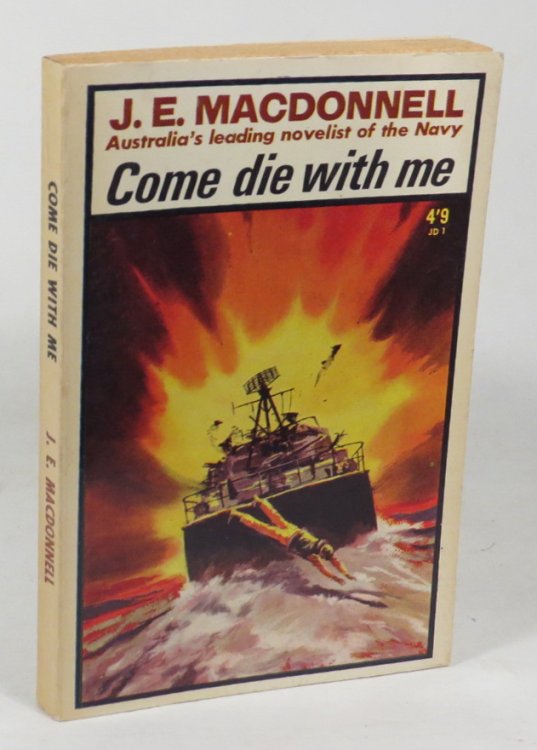 J. E. MACDONNELL
Australia's leading novelist of the Navy
Come die with me
4'9
JD 1
COME DIE WITH ME
J. E. MACDONNELL